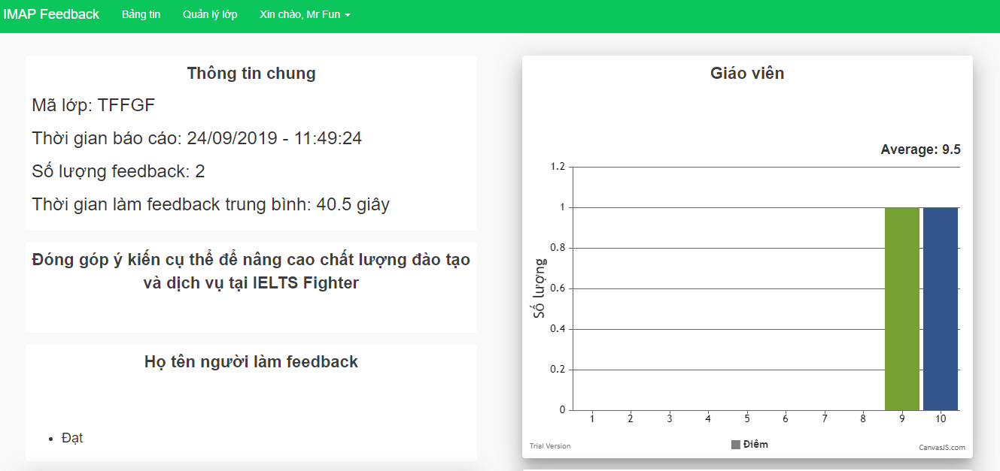 IMAP Feedback Bảng tin Quản lý lớp Xin chào, Mr Fun
Thông tin chung
Mã lớp: TFFGF
Thời gian báo cáo: 24/09/2019 - 11:49:24
Số lượng feedback: 2
Thời gian làm feedback trung bình: 40.5 giây
Đóng góp ý kiến cụ thể để nâng cao chất lượng đào tạo
và dịch vụ tại IELTS Fighter
Họ tên người làm feedback
Đạt
Giáo viên
Average: 9.5
Số lượng
1.2
1
0.8
0.6
0.4
0.2
0
1 2 3 4 5 6 7 8 9 10
Điểm
Trial Version
CanvasJS.com